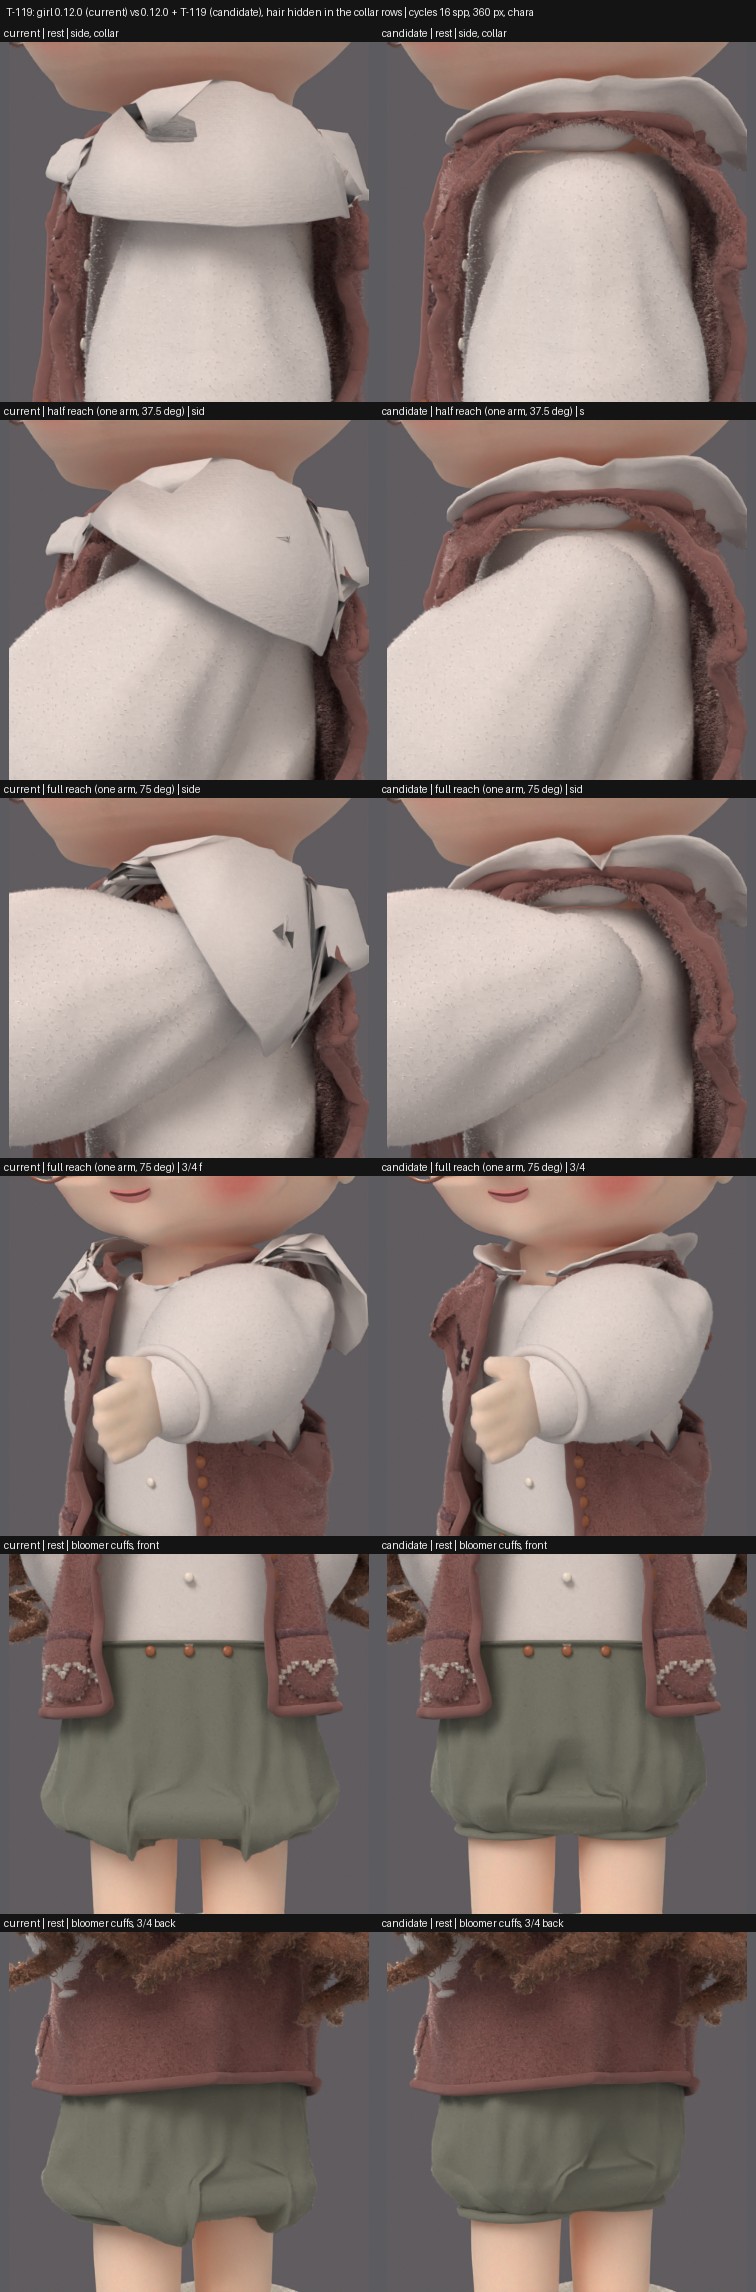 T-119: girl 0.12.0 (current) vs 0.12.0 + T-119 (candidate), hair hidden in the collar rows | cycles 16 spp, 360 px, chara
current | rest | side, collar
candidate | rest | side, collar
current | half reach (one arm, 37.5 deg) | sid
candidate | half reach (one arm, 37.5 deg) | s
current | full reach (one arm, 75 deg) | side
candidate | full reach (one arm, 75 deg) | sid
current | full reach (one arm, 75 deg) | 3/4 f
candidate | full reach (one arm, 75 deg) | 3/4
current | rest | bloomer cuffs, front
candidate | rest | bloomer cuffs, front
current | rest | bloomer cuffs, 3/4 back
candidate | rest | bloomer cuffs, 3/4 back